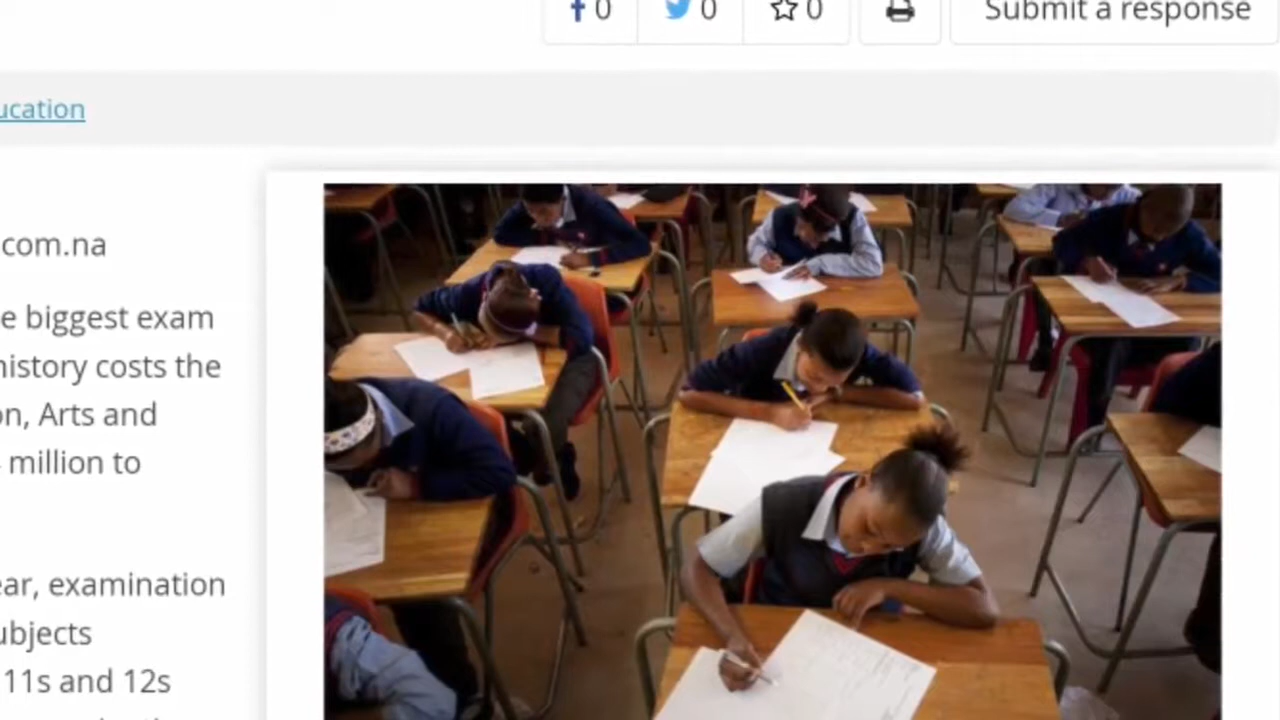 0 0 0 Submit a response
ucation
com.na
e biggest exam
history costs the
on, Arts and
million to
ear, examination
ubjects
11s and 12s